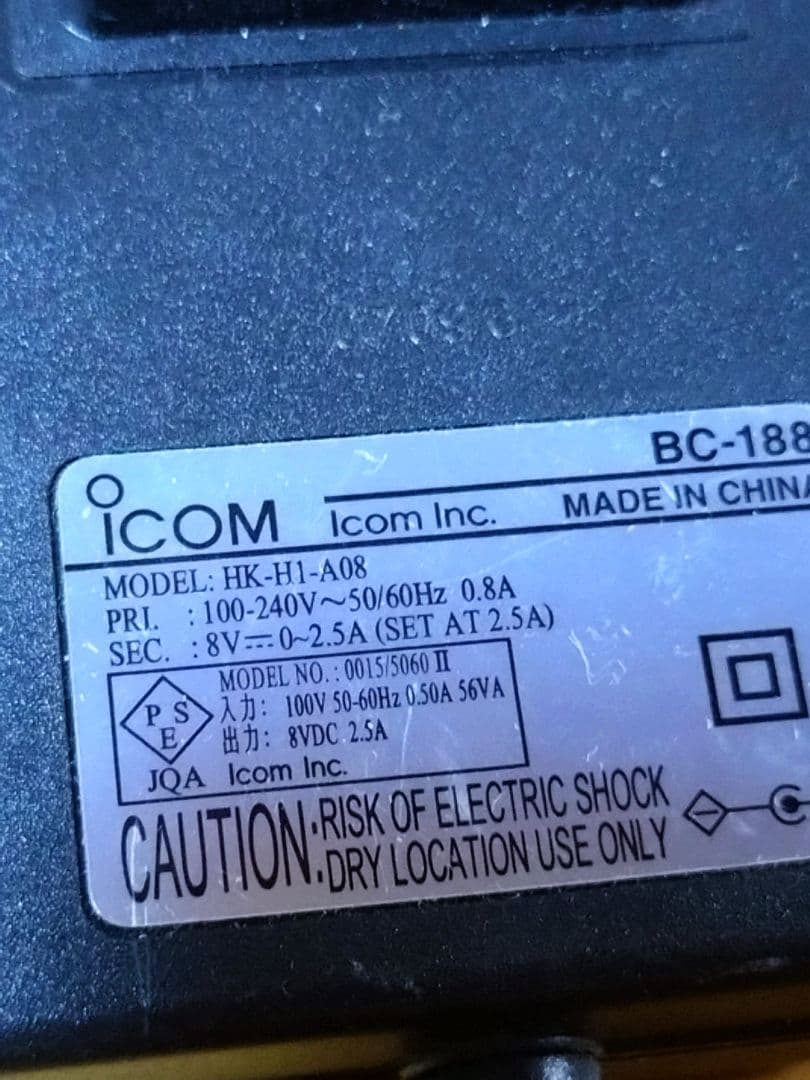 BC-188
iCOM Icom Inc. MADE IN CHINA
MODEL: HK-H1-A08
PRI. : 100-240V～50/60Hz 0.8A
SEC. : 8V⎓0~2.5A (SET AT 2.5A)
MODEL NO. : 0015/5060 II
PSE
入力: 100V 50-60Hz 0.50A 56VA
出力: 8VDC 2.5A
JQA Icom Inc.
CAUTION:RISK OF ELECTRIC SHOCK
DRY LOCATION USE ONLY